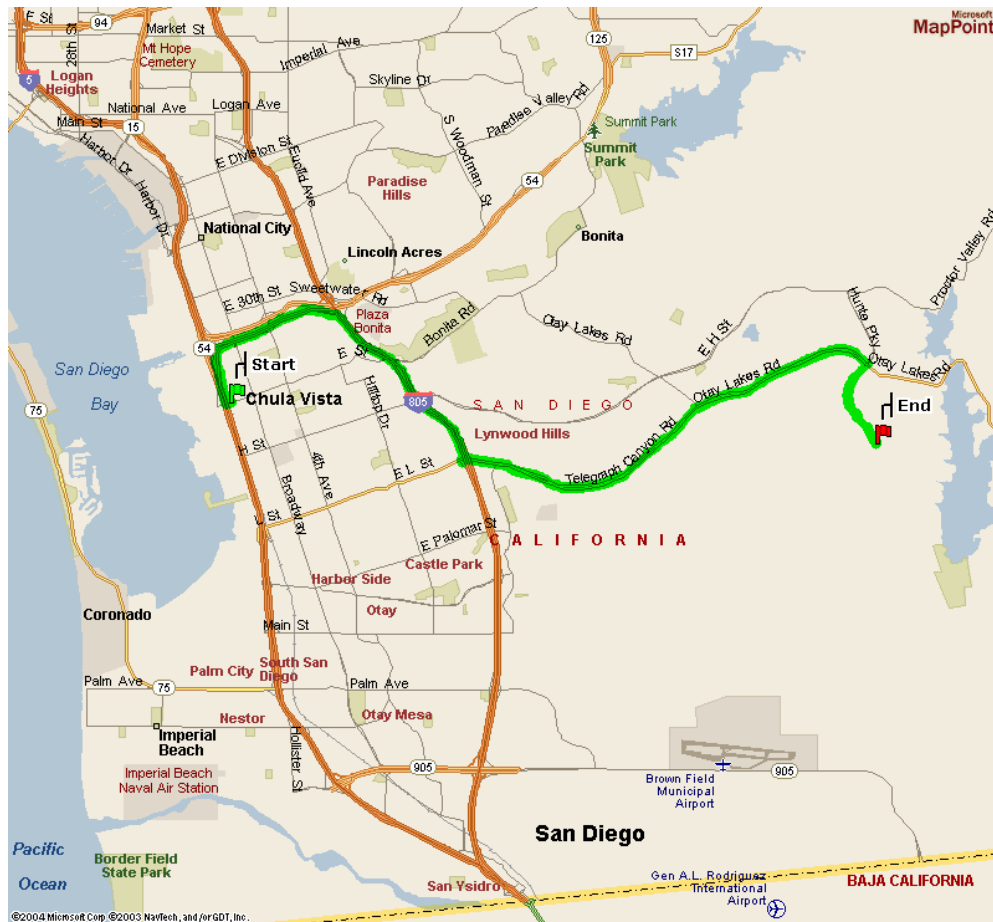 E St
94
28th St
Market St
Mt Hope
Cemetery
Imperial Ave
125
S17
Microsoft
MapPoint
5
Logan
Heights
Skyline Dr
National Ave
Logan Ave
Main St
15
Paradise Valley Rd
S Woodman St
Summit Park
Summit
Park
Harbor Dr
Harbor Dr
E Division St
Euclid Ave
Paradise
Hills
54
National City
Bonita
Lincoln Acres
Proctor Valley Rd
E 30th St
Sweetwater Rd
Plaza
Bonita
Bonita Rd
Otay Lakes Rd
E H St
Hunte Pky
54
San Diego
Bay
Start
E St
Otay Lakes Rd
Otay Lakes Rd
75
Chula Vista
Hilltop Dr
805
SAN DIEGO
End
Lynwood Hills
H St
4th Ave
Telegraph Canyon Rd
E L St
Broadway
L St
E Palomar St
CALIFORNIA
Castle Park
Harbor Side
Otay
Coronado
Main St
Palm City
South San
Diego
Palm Ave
75
Palm Ave
Nestor
Otay Mesa
Imperial
Beach
Hollister St
905
905
Imperial Beach
Naval Air Station
Brown Field
Municipal
Airport
San Diego
Pacific
Ocean
Border Field
State Park
San Ysidro
Gen A.L. Rodriguez
International
Airport
BAJA CALIFORNIA
©2004 Microsoft Corp ©2003 NavTech, and/or GDT, Inc.